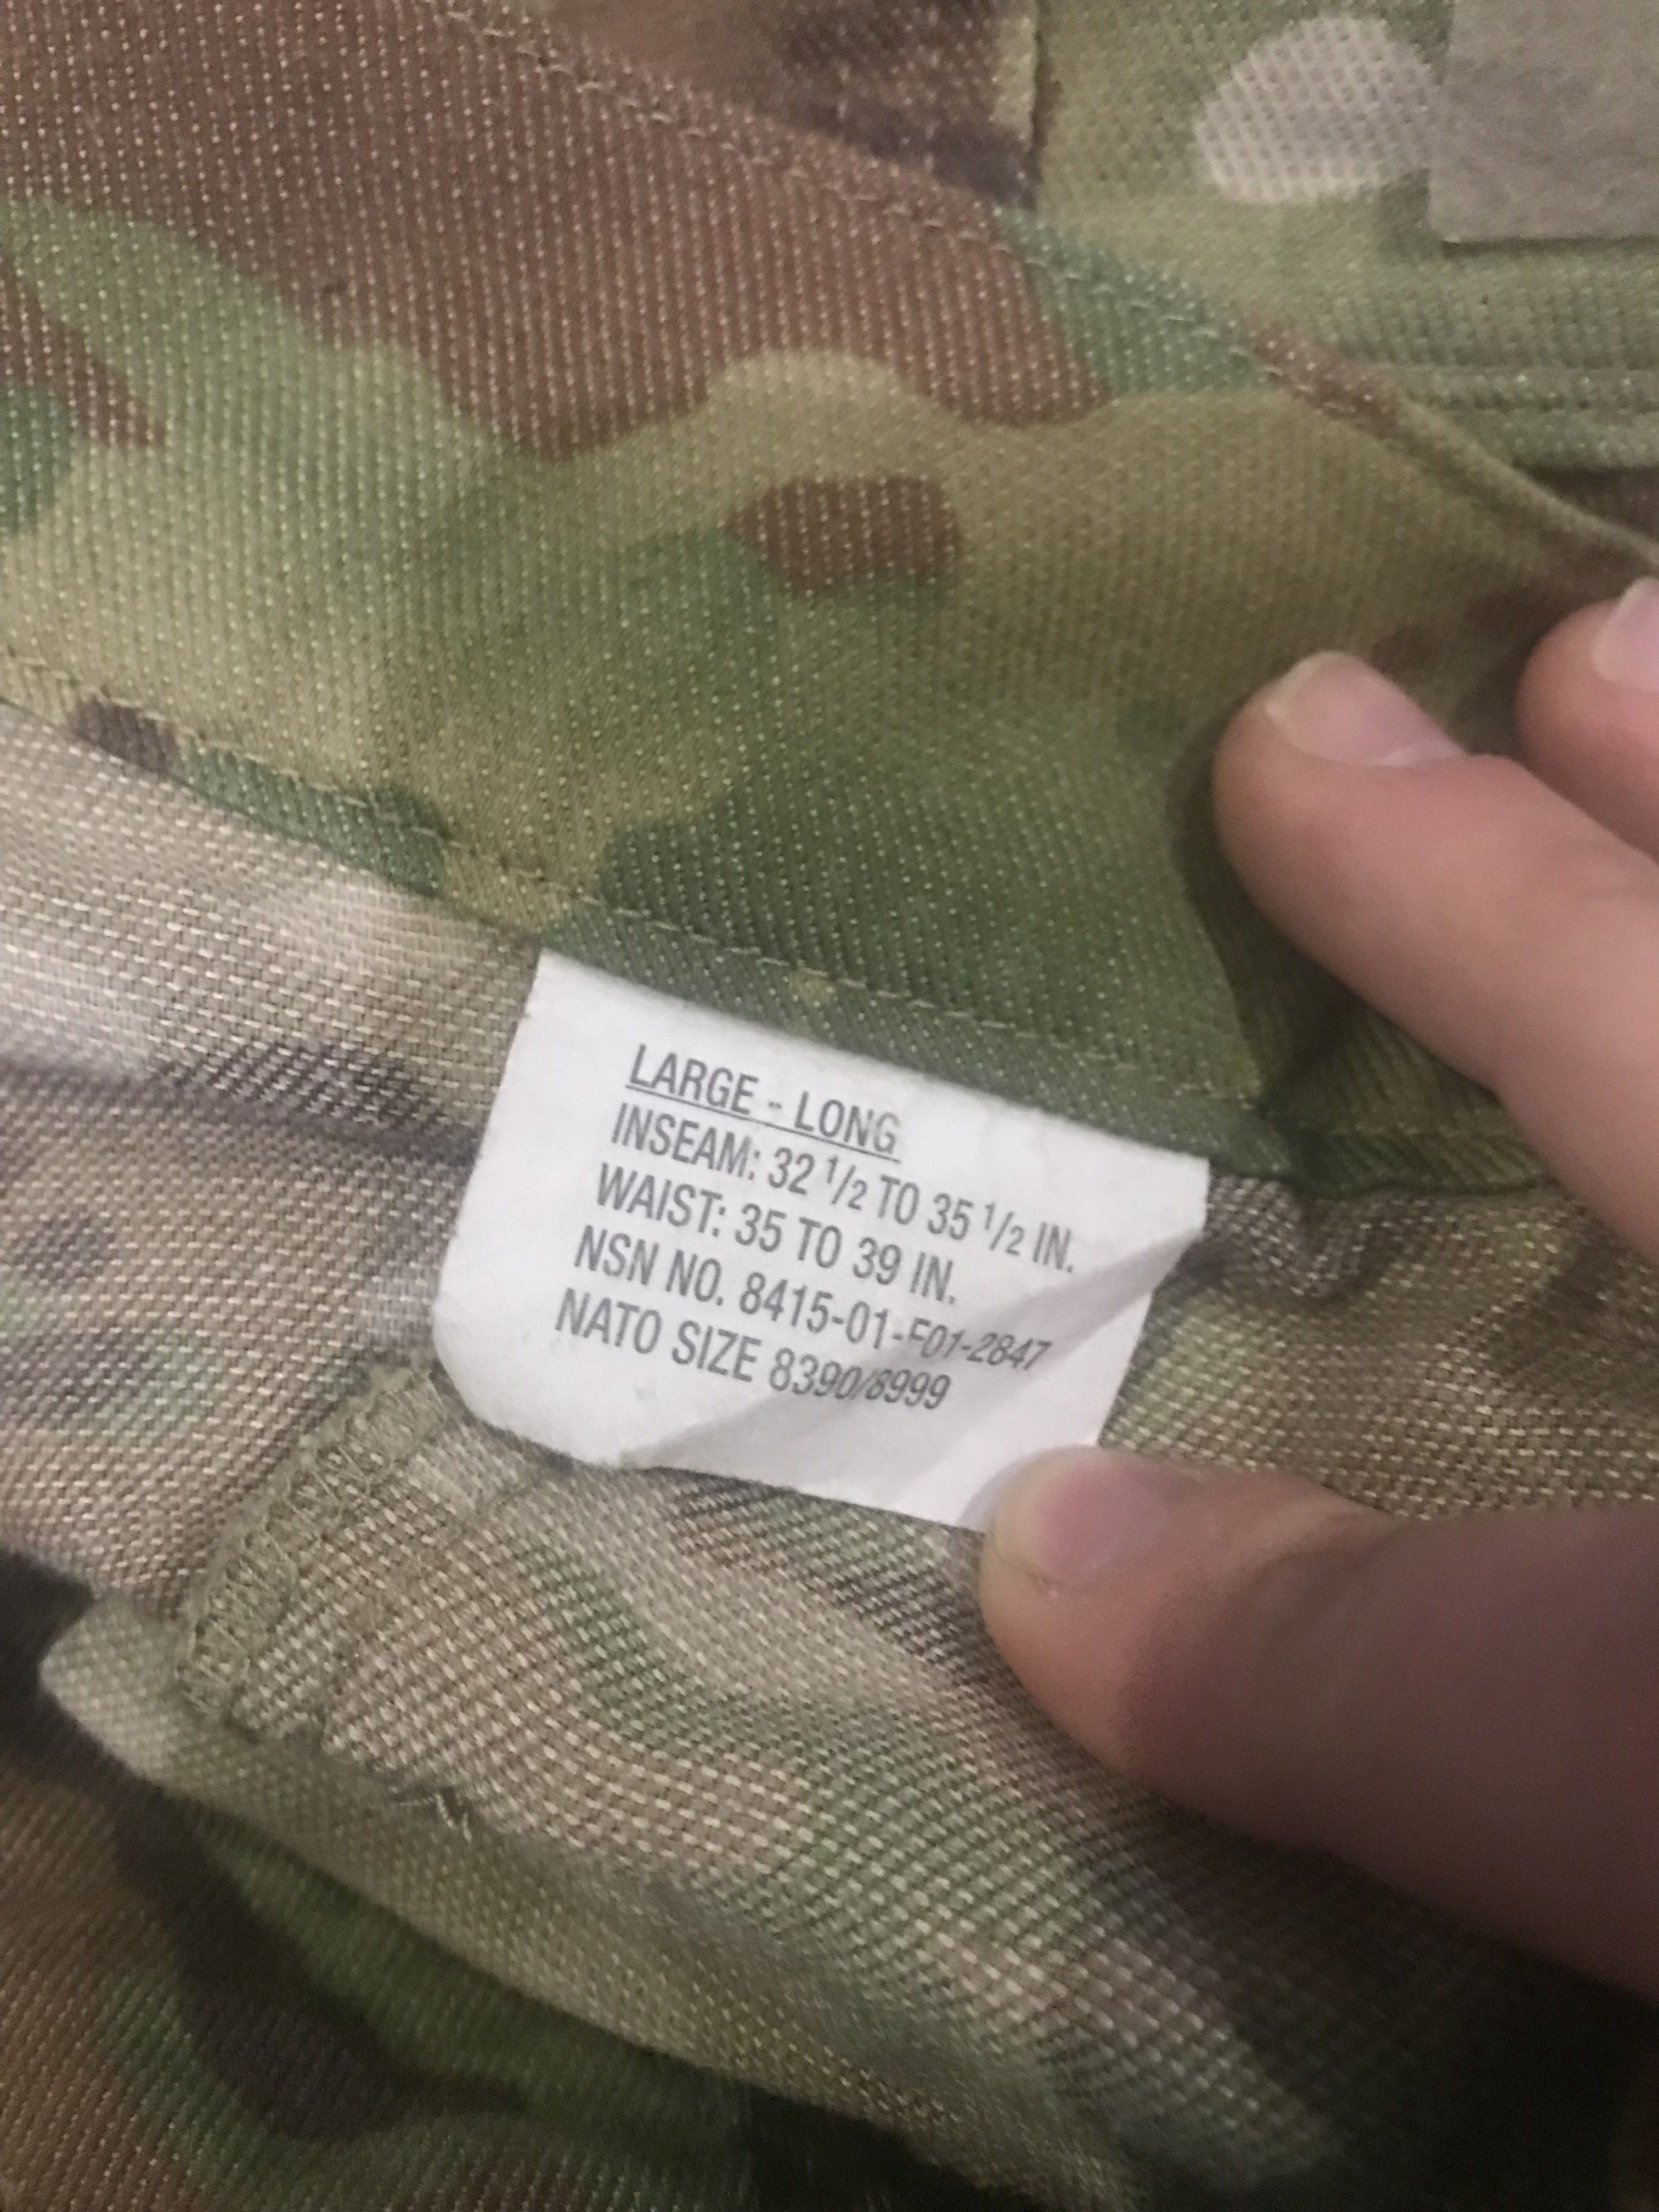 LARGE - LONG
INSEAM: 32 1/2 TO 35 1/2 IN.
WAIST: 35 TO 39 IN.
NSN NO. 8415-01-F01-2847
NATO SIZE 8390/8999